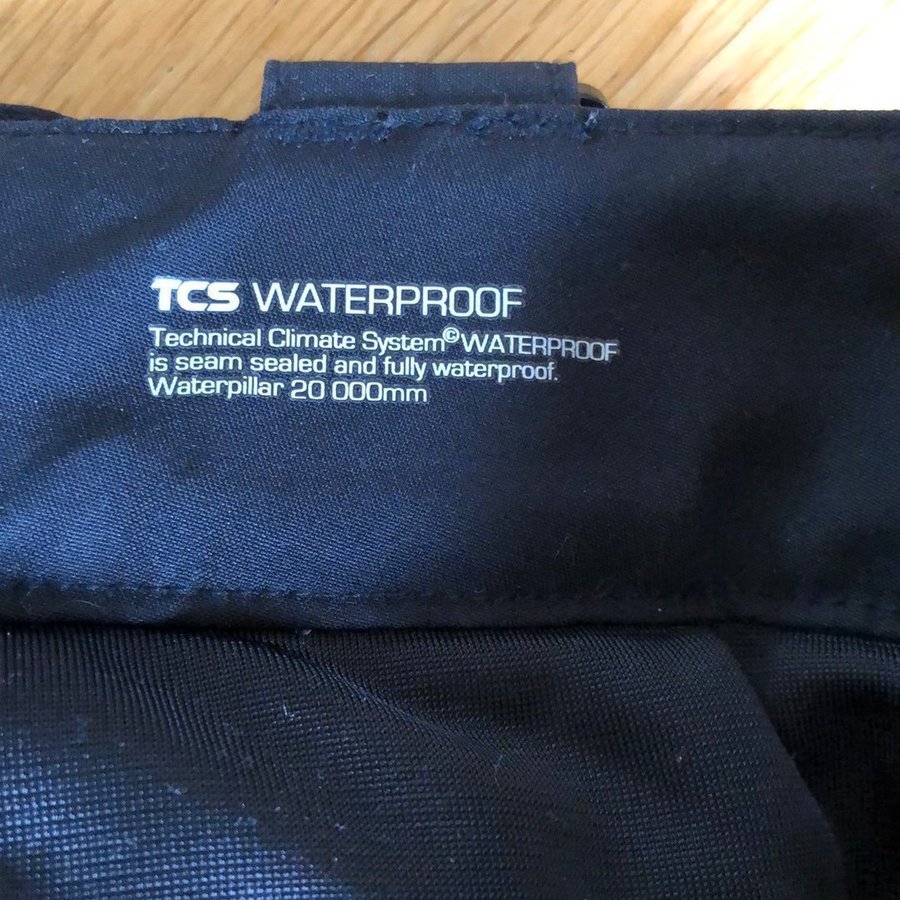 TCS WATERPROOF
Technical Climate System©WATERPROOF
is seam sealed and fully waterproof.
Waterpillar 20 000mm